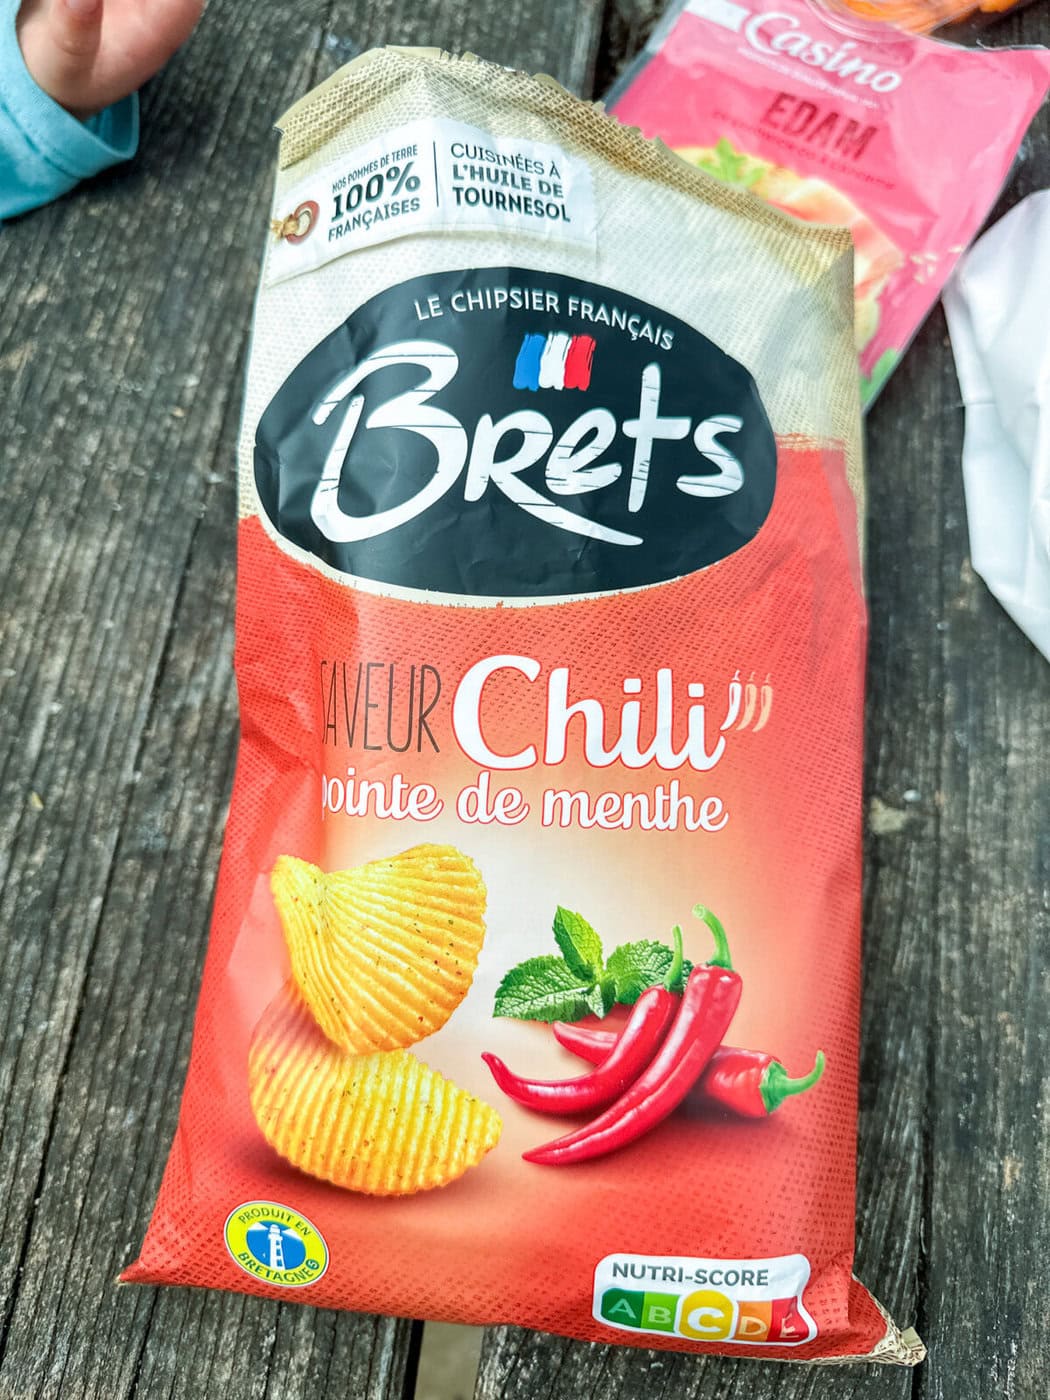 Casino
EDAM
NOS POMMES DE TERRE
100%
FRANÇAISES
CUISINÉES À
L'HUILE DE
TOURNESOL
LE CHIPSIER FRANÇAIS
Brets
SAVEUR Chili
pointe de menthe
PRODUIT EN
BRETAGNE
NUTRI-SCORE
A B C D E